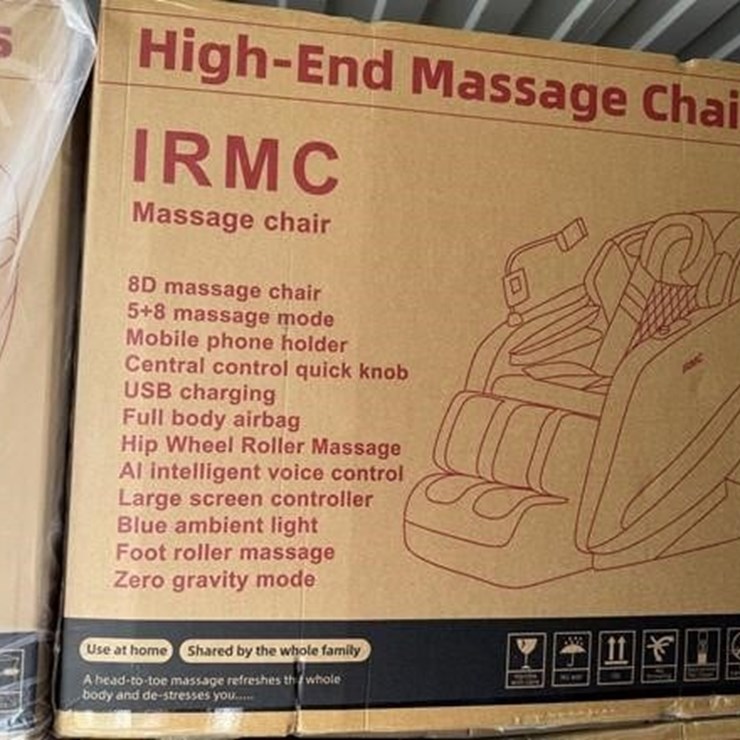 High-End Massage Chai
IRMC
Massage chair
8D massage chair
5+8 massage mode
Mobile phone holder
Central control quick knob
USB charging
Full body airbag
Hip Wheel Roller Massage
AI intelligent voice control
Large screen controller
Blue ambient light
Foot roller massage
Zero gravity mode
IRMC
Use at home
Shared by the whole family
A head-to-toe massage refreshes the whole
body and de-stresses you.....